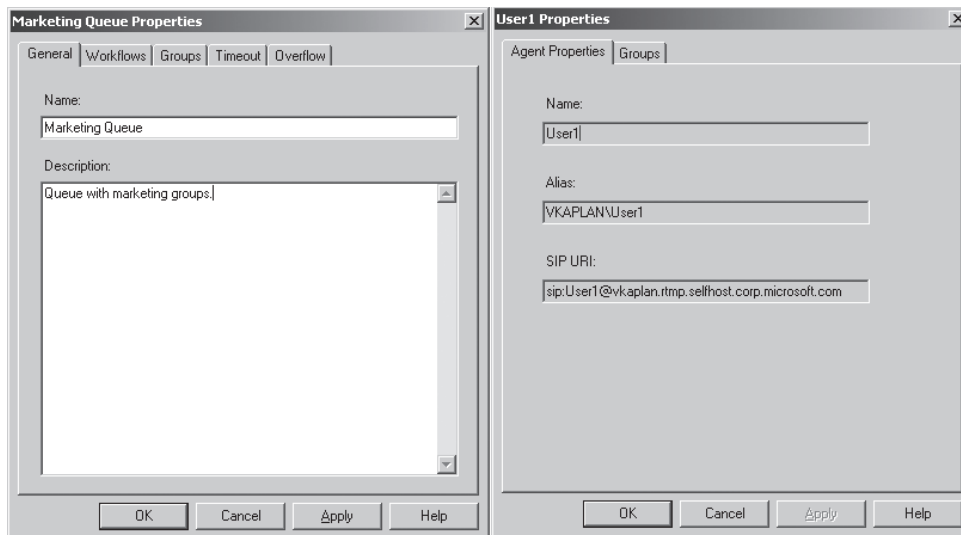 Marketing Queue Properties
General Workflows Groups Timeout Overflow
Name:
Marketing Queue
Description:
Queue with marketing groups.
OK Cancel Apply Help
User1 Properties
Agent Properties Groups
Name:
User1
Alias:
VKAPLAN\User1
SIP URI:
sip:User1@vkaplan.rtmp.selfhost.corp.microsoft.com
OK Cancel Apply Help